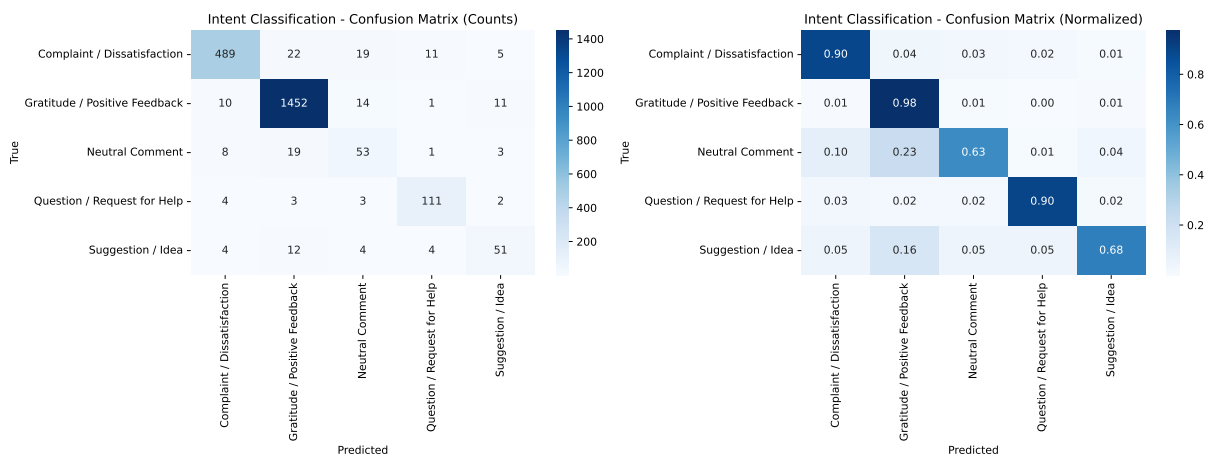 Intent Classification - Confusion Matrix (Counts)
True
Complaint / Dissatisfaction 489 22 19 11 5
Gratitude / Positive Feedback 10 1452 14 1 11
Neutral Comment 8 19 53 1 3
Question / Request for Help 4 3 3 111 2
Suggestion / Idea 4 12 4 4 51
Complaint / Dissatisfaction
Gratitude / Positive Feedback
Neutral Comment
Question / Request for Help
Suggestion / Idea
Predicted
1400
1200
1000
800
600
400
200
Intent Classification - Confusion Matrix (Normalized)
True
Complaint / Dissatisfaction 0.90 0.04 0.03 0.02 0.01
Gratitude / Positive Feedback 0.01 0.98 0.01 0.00 0.01
Neutral Comment 0.10 0.23 0.63 0.01 0.04
Question / Request for Help 0.03 0.02 0.02 0.90 0.02
Suggestion / Idea 0.05 0.16 0.05 0.05 0.68
Complaint / Dissatisfaction
Gratitude / Positive Feedback
Neutral Comment
Question / Request for Help
Suggestion / Idea
Predicted
0.8
0.6
0.4
0.2